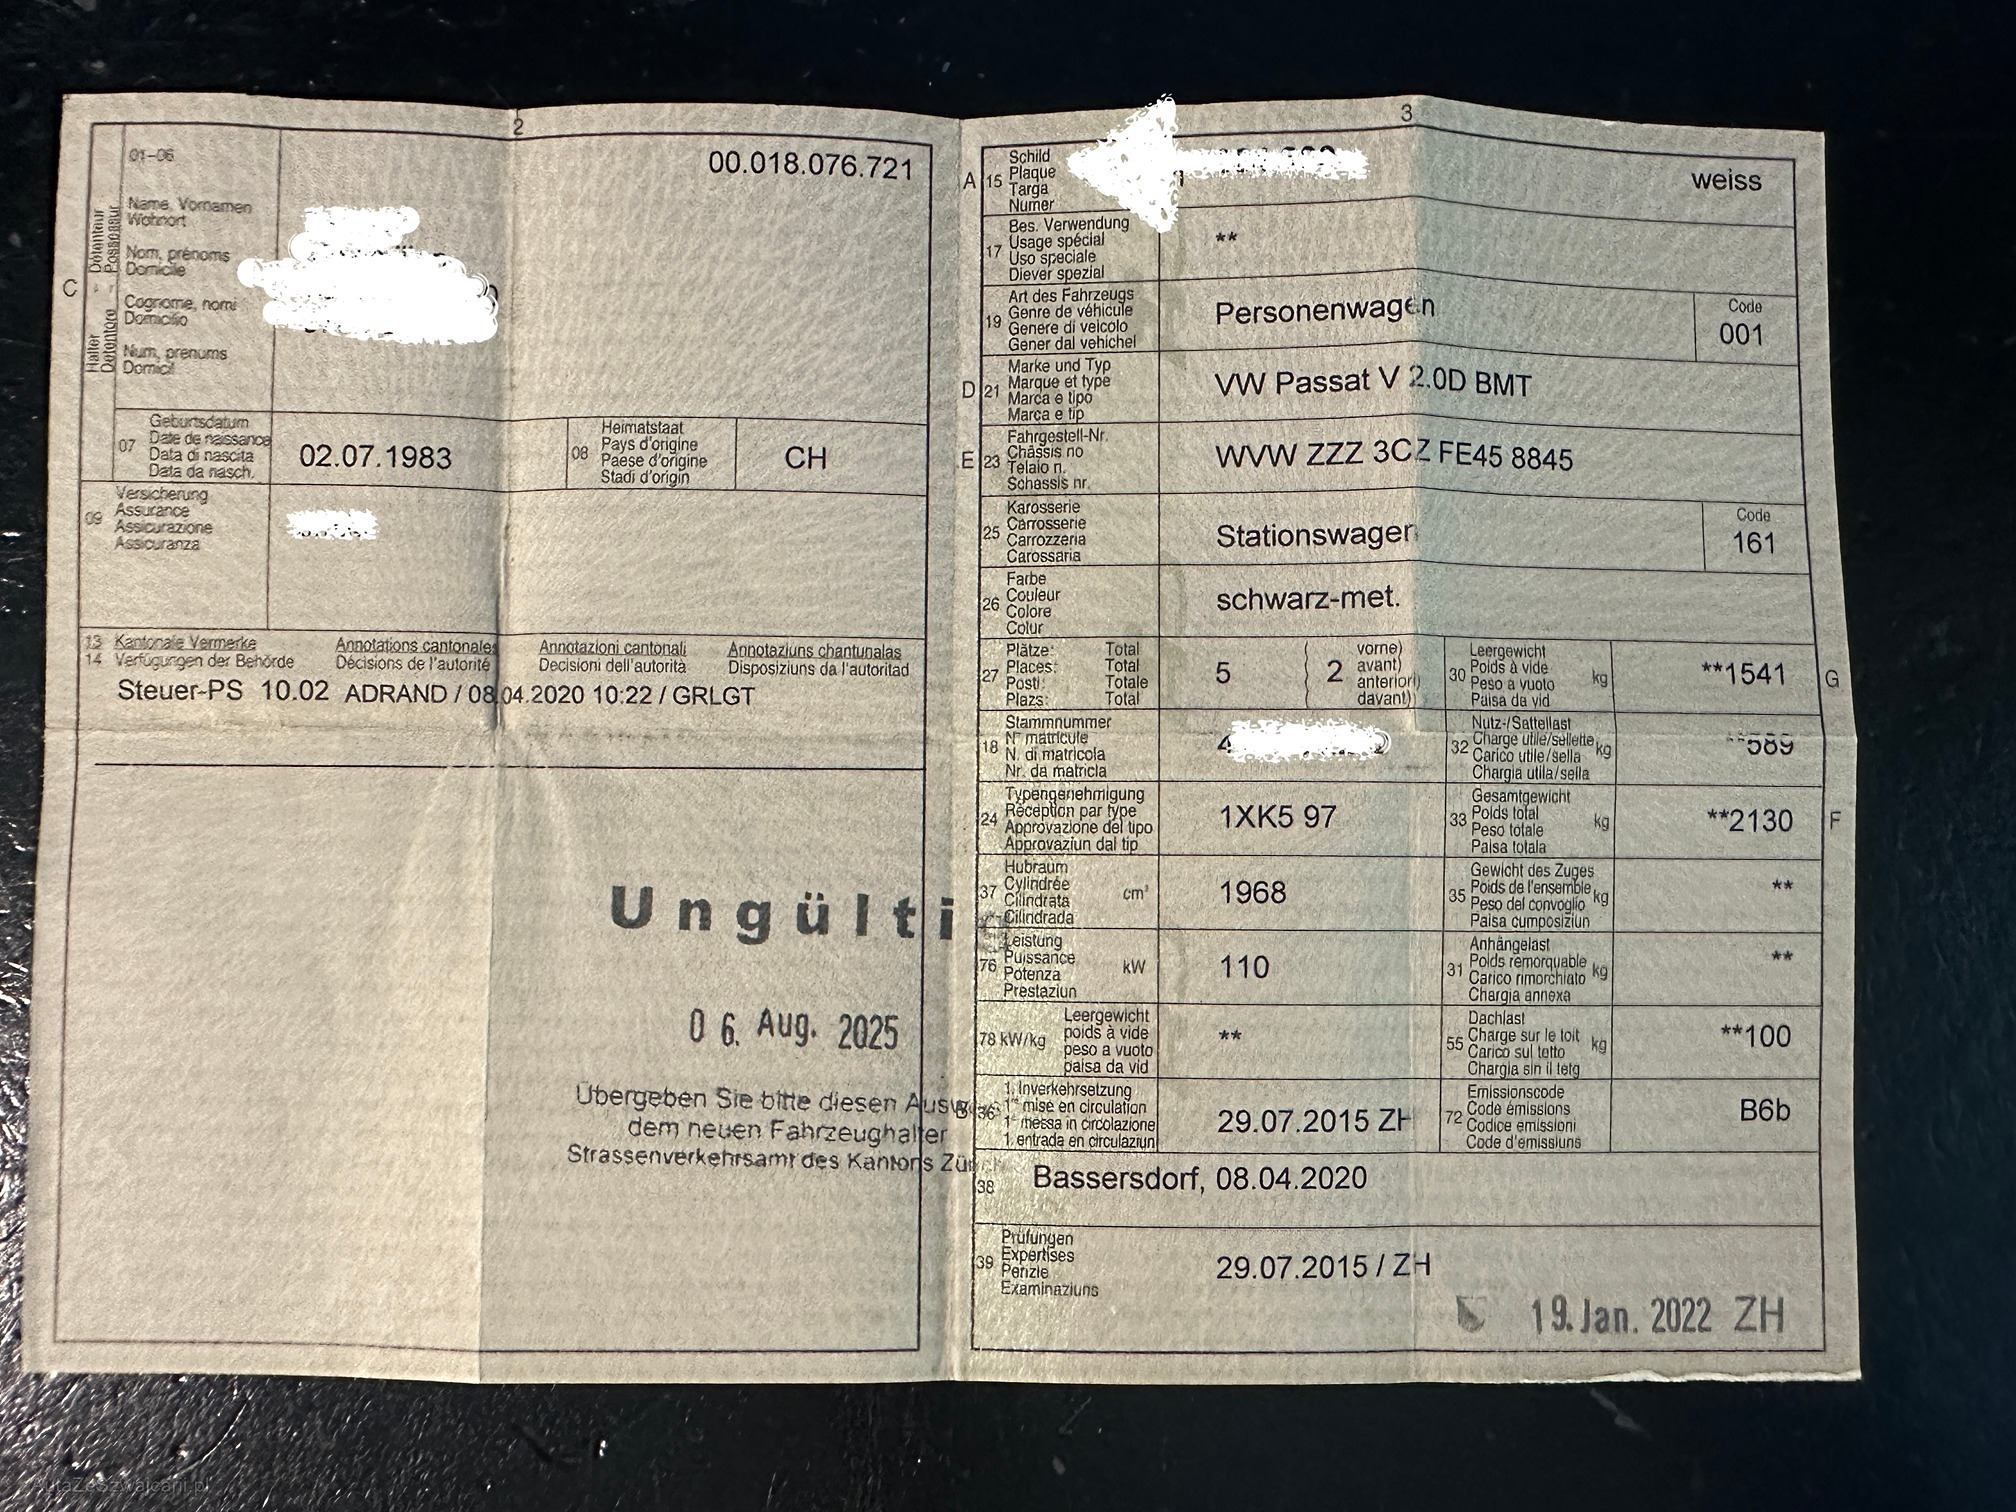 2
01-06
00.018.076.721
Name, Vornamen
Wohnort
Nom, prénoms
Domicile
Cognome, nomi
Domicilio
Num, prenums
Domicil
C
Halter
Détenteur
Detentore
Possessur
07
Geburtsdatum
Date de naissance
Data di nascita
Data da nasch.
02.07.1983
08
Heimatstaat
Pays d'origine
Paese d'origine
Stadi d'origin
CH
09
Versicherung
Assurance
Assicurazione
Assicuranza
13 Kantonale Vermerke Annotations cantonales Annotazioni cantonali Annotaziuns chantunalas
14 Verfügungen der Behörde Décisions de l'autorité Decisioni dell'autorità Disposiziuns da l'autoritad
Steuer-PS 10.02 ADRAND / 08.04.2020 10:22 / GRLGT
Ungülti
06. Aug. 2025
Übergeben Sie bitte diesen Ausw
dem neuen Fahrzeughalter
Strassenverkehrsamt des Kantons Zü
3
A 15
Schild
Plaque
Targa
Numer
weiss
17
Bes. Verwendung
Usage spécial
Uso speciale
Diever spezial
**
19
Art des Fahrzeugs
Genre de véhicule
Genere di veicolo
Gener dal vehichel
Personenwagen
Code
001
D 21
Marke und Typ
Marque et type
Marca e tipo
Marca e tip
VW Passat V 2.0D BMT
E 23
Fahrgestell-Nr.
Châssis no
Telaio n.
Schassis nr.
WVW ZZZ 3CZ FE45 8845
25
Karosserie
Carrosserie
Carrozzeria
Carossaria
Stationswagen
Code
161
26
Farbe
Couleur
Colore
Colur
schwarz-met.
27
Plätze: Total
Places: Total
Posti: Totale
Plazs: Total
5
2
vorne)
avant)
anteriori)
davant)
30
Leergewicht
Poids à vide
Peso a vuoto
Paisa da vid
kg
**1541
G
18
Stammnummer
N° matricule
N. di matricola
Nr. da matricla
4
32
Nutz-/Sattellast
Charge utile/sellette
Carico utile/sella
Chargia utila/sella
kg
**589
24
Typengenehmigung
Réception par type
Approvazione del tipo
Approvaziun dal tip
1XK5 97
33
Gesamtgewicht
Poids total
Peso totale
Paisa totala
kg
**2130
F
37
Hubraum
Cylindrée
Cilindrata
Cilindrada
cm³
1968
35
Gewicht des Zuges
Poids de l'ensemble
Peso del convoglio
Paisa cumposiziun
kg
**
76
Leistung
Puissance
Potenza
Prestaziun
kW
110
31
Anhängelast
Poids remorquable
Carico rimorchiato
Chargia annexa
kg
**
78 kW/kg
Leergewicht
poids à vide
peso a vuoto
paisa da vid
**
55
Dachlast
Charge sur le toit
Carico sul tetto
Chargia sin il tetg
kg
**100
B 36
1. Inverkehrsetzung
1re mise en circulation
1a messa in circolazione
1. entrada en circulaziun
29.07.2015 ZH
72
Emissionscode
Code émissions
Codice emissioni
Code d'emissiuns
B6b
38
Bassersdorf, 08.04.2020
39
Prüfungen
Expertises
Perizie
Examinaziuns
29.07.2015 / ZH
19. Jan. 2022 ZH
AutaZeSzwajcarii.pl